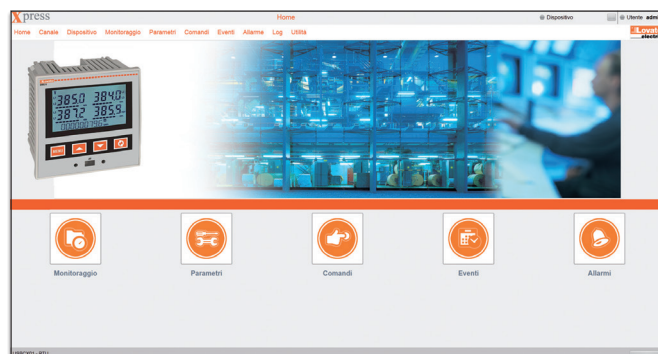 Xpress Home Dispositivo Utente admi
Home Canale Dispositivo Monitoraggio Parametri Comandi Eventi Allarme Log Utilità
Lovato
electri
385.0 384.0
387.2 385.9
MENU
Monitoraggio Parametri Comandi Eventi Allarmi